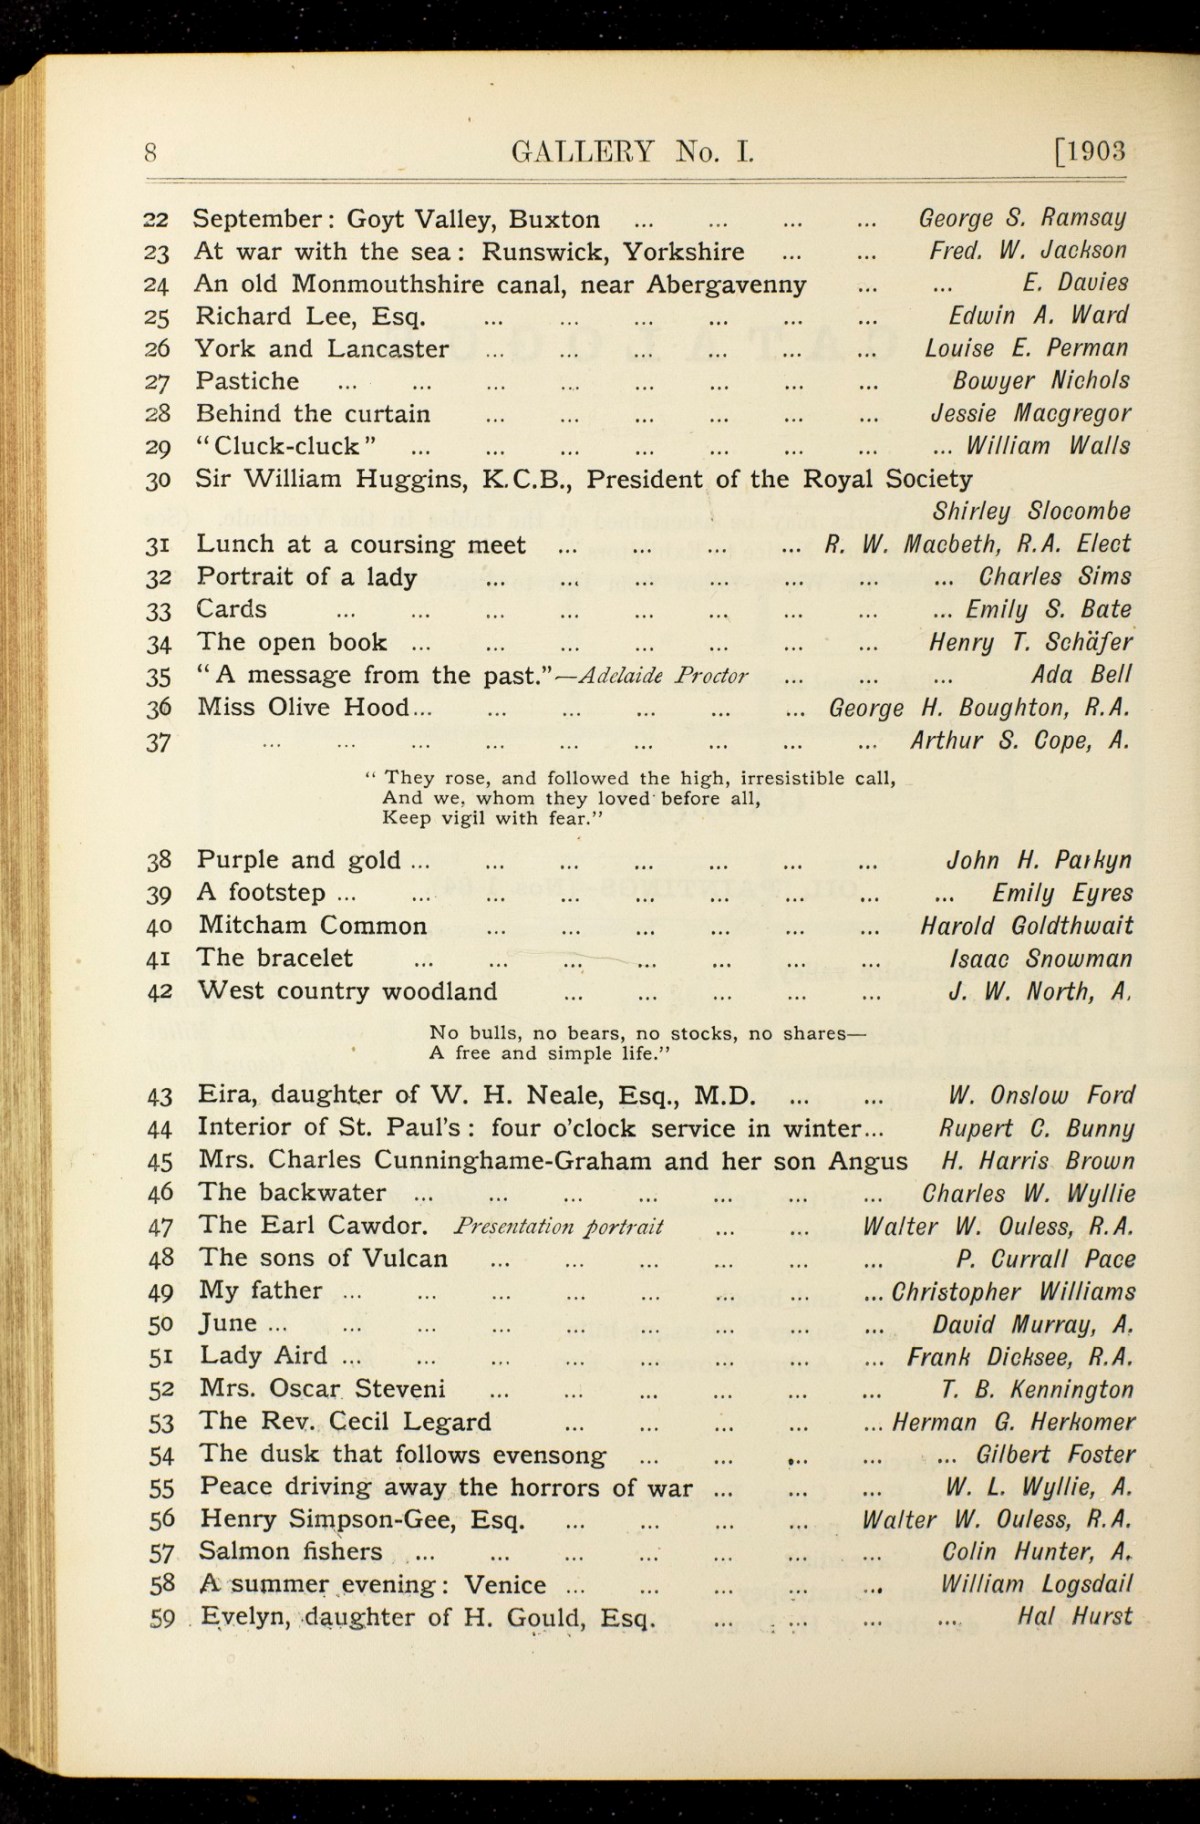 8 GALLERY No. I. [1903
22 September: Goyt Valley, Buxton ... ... ... ... George S. Ramsay
23 At war with the sea: Runswick, Yorkshire ... ... Fred. W. Jackson
24 An old Monmouthshire canal, near Abergavenny ... ... E. Davies
25 Richard Lee, Esq. ... ... ... ... ... ... Edwin A. Ward
26 York and Lancaster ... ... ... ... ... ... Louise E. Perman
27 Pastiche ... ... ... ... ... ... ... ... Bowyer Nichols
28 Behind the curtain ... ... ... ... ... ... Jessie Macgregor
29 "Cluck-cluck" ... ... ... ... ... ... ... ... William Walls
30 Sir William Huggins, K.C.B., President of the Royal Society
Shirley Slocombe
31 Lunch at a coursing meet ... ... ... ... R. W. Macbeth, R.A. Elect
32 Portrait of a lady ... ... ... ... ... ... ... Charles Sims
33 Cards ... ... ... ... ... ... ... ... ... Emily S. Bate
34 The open book ... ... ... ... ... ... ... Henry T. Schäfer
35 "A message from the past."—Adelaide Proctor ... ... ... Ada Bell
36 Miss Olive Hood... ... ... ... ... ... George H. Boughton, R.A.
37 ... ... ... ... ... ... ... ... ... Arthur S. Cope, A.
"They rose, and followed the high, irresistible call,
And we, whom they loved before all,
Keep vigil with fear."
38 Purple and gold ... ... ... ... ... ... ... John H. Parkyn
39 A footstep ... ... ... ... ... ... ... ... ... Emily Eyres
40 Mitcham Common ... ... ... ... ... ... Harold Goldthwait
41 The bracelet ... ... ... ... ... ... ... Isaac Snowman
42 West country woodland ... ... ... ... ... J. W. North, A.
No bulls, no bears, no stocks, no shares—
A free and simple life."
43 Eira, daughter of W. H. Neale, Esq., M.D. ... ... W. Onslow Ford
44 Interior of St. Paul's: four o'clock service in winter... Rupert C. Bunny
45 Mrs. Charles Cunninghame-Graham and her son Angus H. Harris Brown
46 The backwater ... ... ... ... ... ... ... Charles W. Wyllie
47 The Earl Cawdor. Presentation portrait ... ... Walter W. Ouless, R.A.
48 The sons of Vulcan ... ... ... ... ... ... P. Currall Pace
49 My father ... ... ... ... ... ... ... ... Christopher Williams
50 June ... ... ... ... ... ... ... ... ... David Murray, A.
51 Lady Aird ... ... ... ... ... ... ... ... Frank Dicksee, R.A.
52 Mrs. Oscar Steveni ... ... ... ... ... ... T. B. Kennington
53 The Rev. Cecil Legard ... ... ... ... ... Herman G. Herkomer
54 The dusk that follows evensong ... ... ... ... ... Gilbert Foster
55 Peace driving away the horrors of war ... ... ... W. L. Wyllie, A.
56 Henry Simpson-Gee, Esq. ... ... ... ... Walter W. Ouless, R.A.
57 Salmon fishers ... ... ... ... ... ... ... Colin Hunter, A.
58 A summer evening: Venice ... ... ... ... ... William Logsdail
59 Evelyn, daughter of H. Gould, Esq. ... ... ... ... Hal Hurst